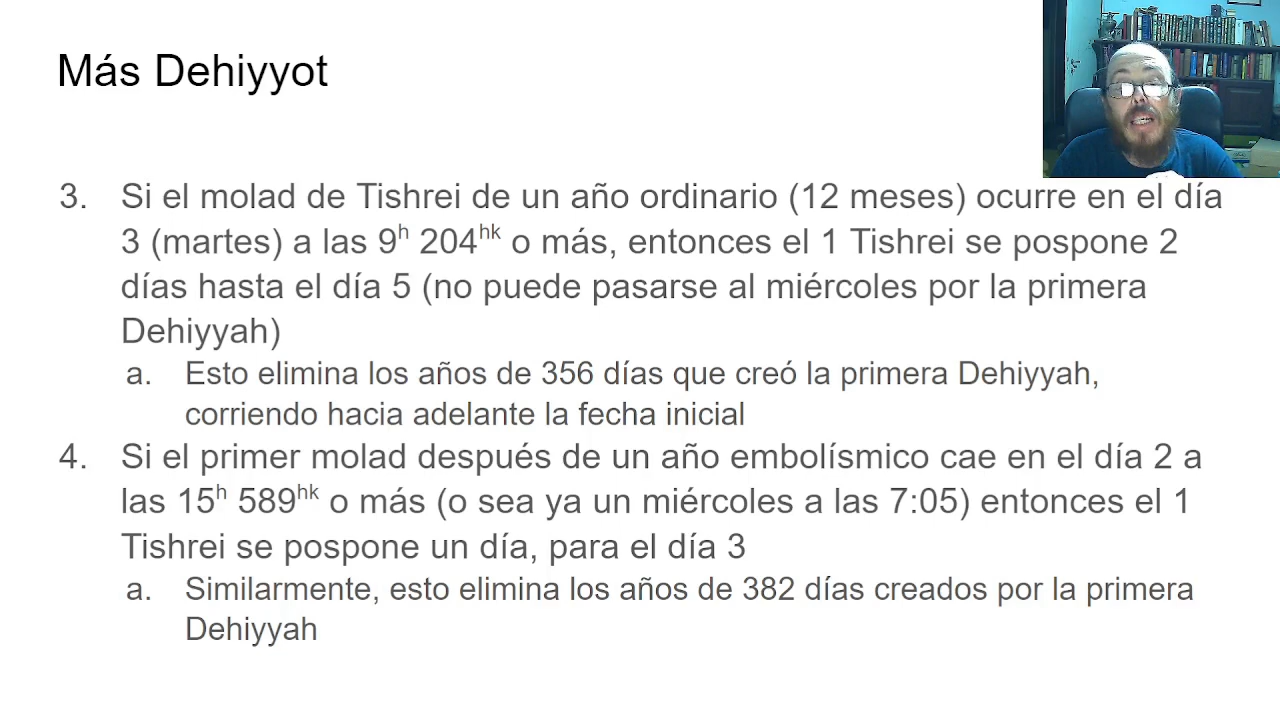 Más Dehiyyot
3. Si el molad de Tishrei de un año ordinario (12 meses) ocurre en el día
3 (martes) a las 9ʰ 204ʰᵏ o más, entonces el 1 Tishrei se pospone 2
días hasta el día 5 (no puede pasarse al miércoles por la primera
Dehiyyah)
a. Esto elimina los años de 356 días que creó la primera Dehiyyah,
corriendo hacia adelante la fecha inicial
4. Si el primer molad después de un año embolísmico cae en el día 2 a
las 15ʰ 589ʰᵏ o más (o sea ya un miércoles a las 7:05) entonces el 1
Tishrei se pospone un día, para el día 3
a. Similarmente, esto elimina los años de 382 días creados por la primera
Dehiyyah